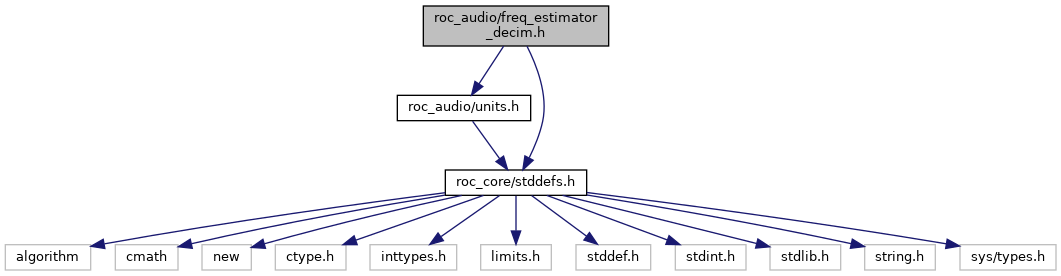 roc_audio/freq_estimator
_decim.h
roc_audio/units.h
roc_core/stddefs.h
algorithm
cmath
new
ctype.h
inttypes.h
limits.h
stddef.h
stdint.h
stdlib.h
string.h
sys/types.h